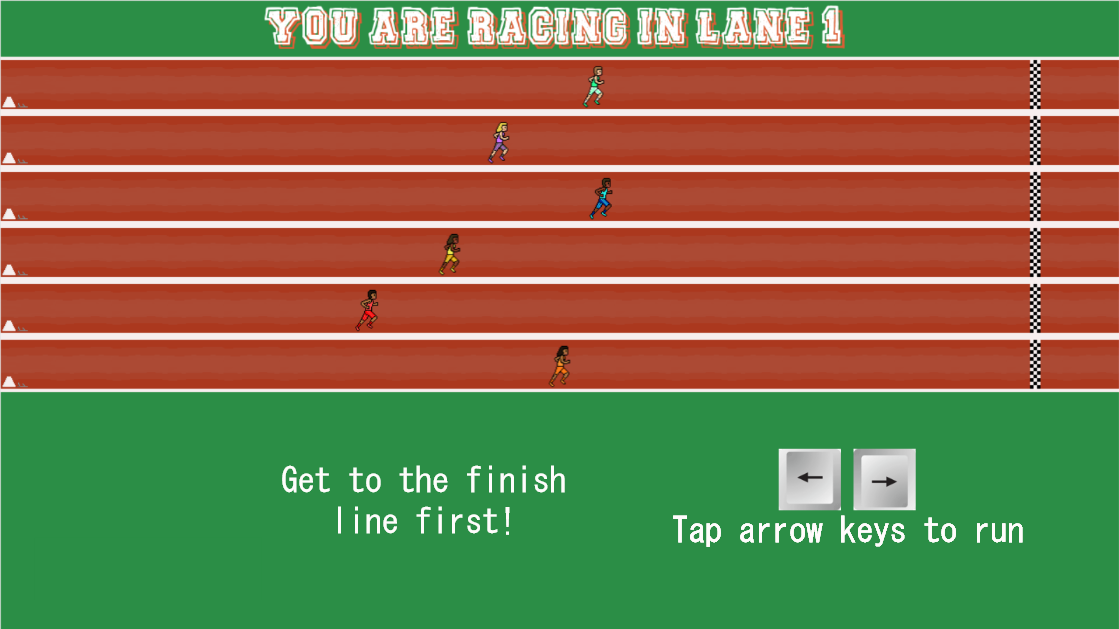 YOU ARE RACING IN LANE 1
Get to the finish
line first!
← →
Tap arrow keys to run